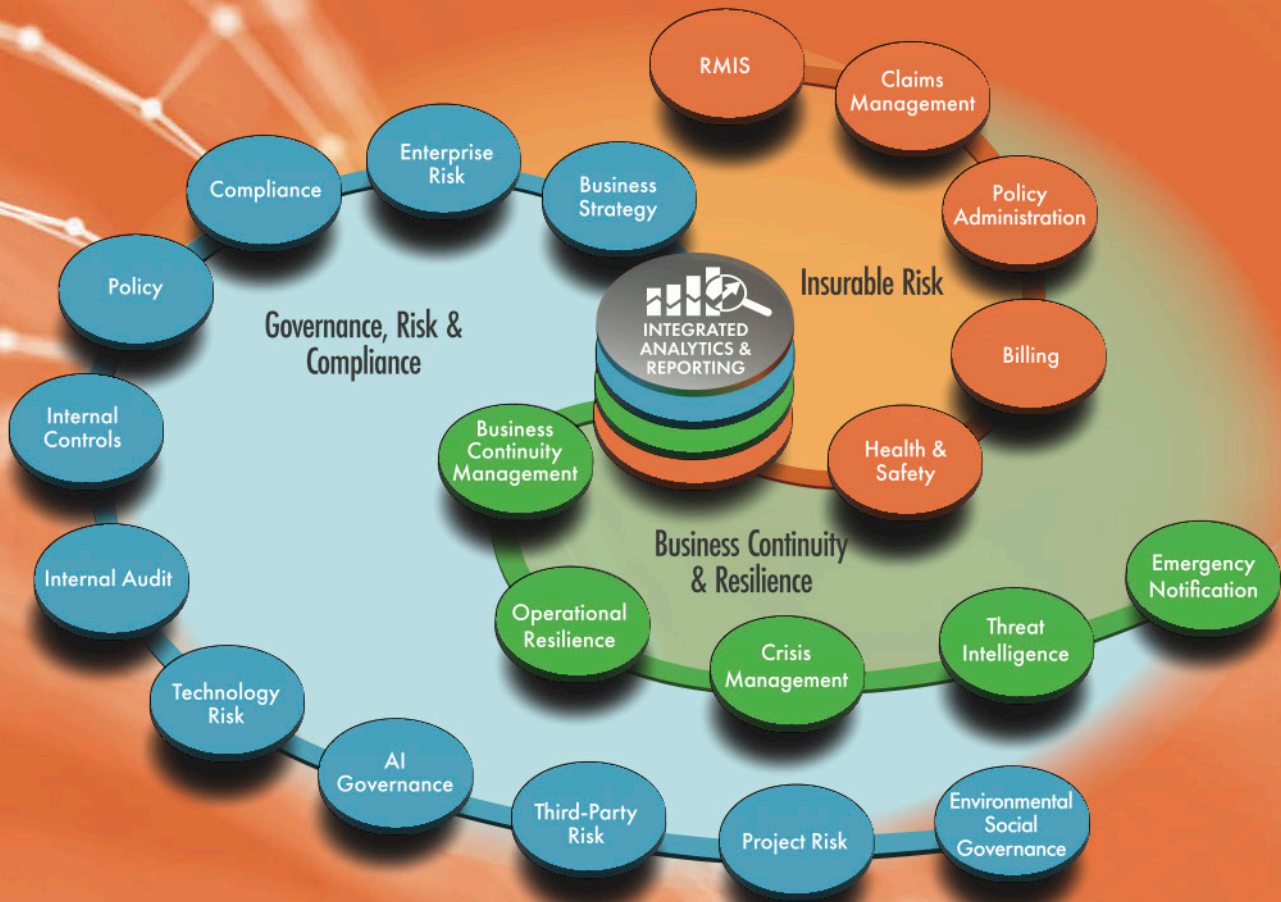 RMIS
Claims
Management
Policy
Administration
Billing
Health &
Safety
Insurable Risk
Enterprise
Risk
Business
Strategy
Compliance
Policy
Internal
Controls
Internal Audit
Technology
Risk
AI
Governance
Third-Party
Risk
Project Risk
Environmental
Social
Governance
Governance, Risk &
Compliance
INTEGRATED
ANALYTICS &
REPORTING
Business
Continuity
Management
Operational
Resilience
Crisis
Management
Threat
Intelligence
Emergency
Notification
Business Continuity
& Resilience